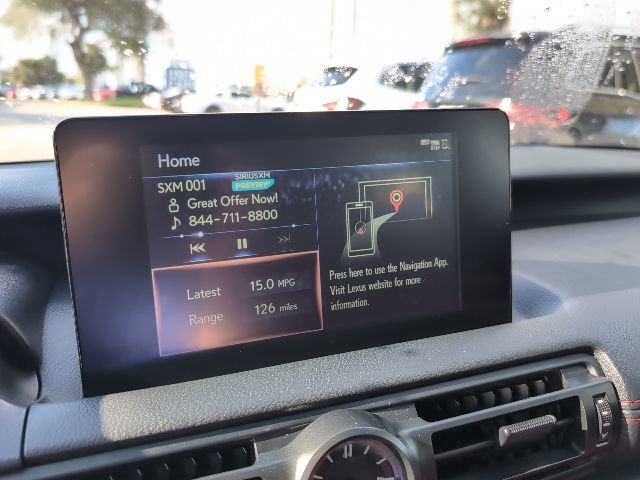 Home
SXM 001
SIRIUSXM
PREVIEW
Great Offer Now!
844-711-8800
Latest 15.0 MPG
Range 126 miles
Press here to use the Navigation App.
Visit Lexus website for more
information.